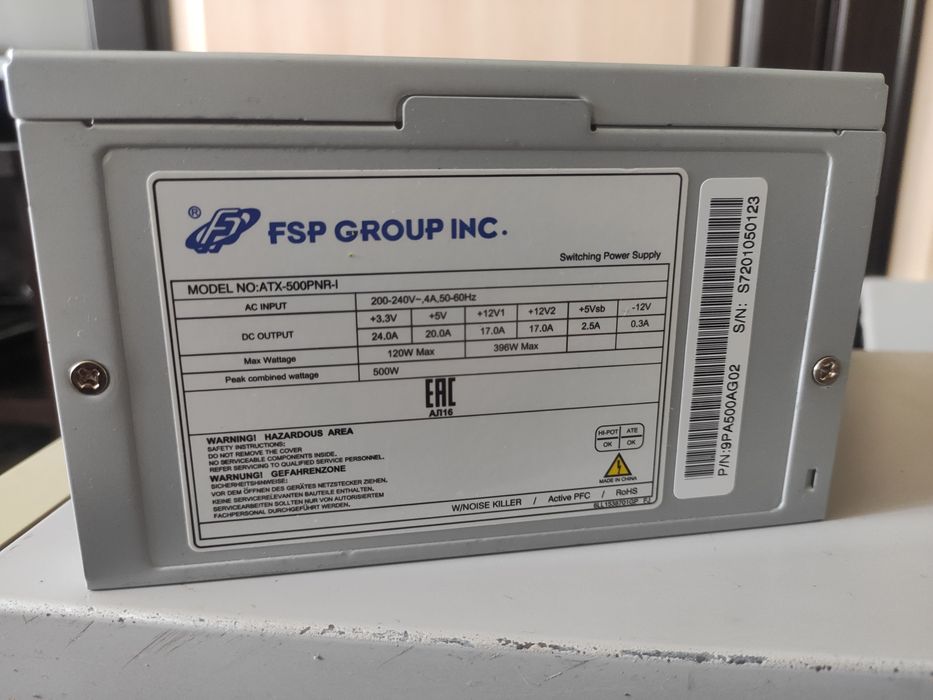 ® FSP GROUP INC.
Switching Power Supply
MODEL NO:ATX-500PNR-I
AC INPUT 200-240V~,4A,50-60Hz
DC OUTPUT +3.3V +5V +12V1 +12V2 +5Vsb -12V
24.0A 20.0A 17.0A 17.0A 2.5A 0.3A
Max Wattage 120W Max 396W Max
Peak combined wattage 500W
EAC
АЛ16
WARNING! HAZARDOUS AREA
SAFETY INSTRUCTIONS:
DO NOT REMOVE THE COVER
NO SERVICEABLE COMPONENTS INSIDE.
REFER SERVICING TO QUALIFIED SERVICE PERSONNEL.
WARNUNG! GEFAHRENZONE
SICHERHEITSHINWEISE:
VOR DEM ÖFFNEN DES GERÄTES NETZSTECKER ZIEHEN,
KEINE SERVICERELEVANTEN BAUTEILE ENTHALTEN.
SERVICEARBEITEN SOLLTEN NUR VON AUTORISIERTEM
FACHPERSONAL DURCHGEFÜHRT WERDEN.
HI-POT ATE
OK OK
MADE IN CHINA
W/NOISE KILLER / Active PFC / RoHS
P/N:9PA500AG02 S/N: S7201050123